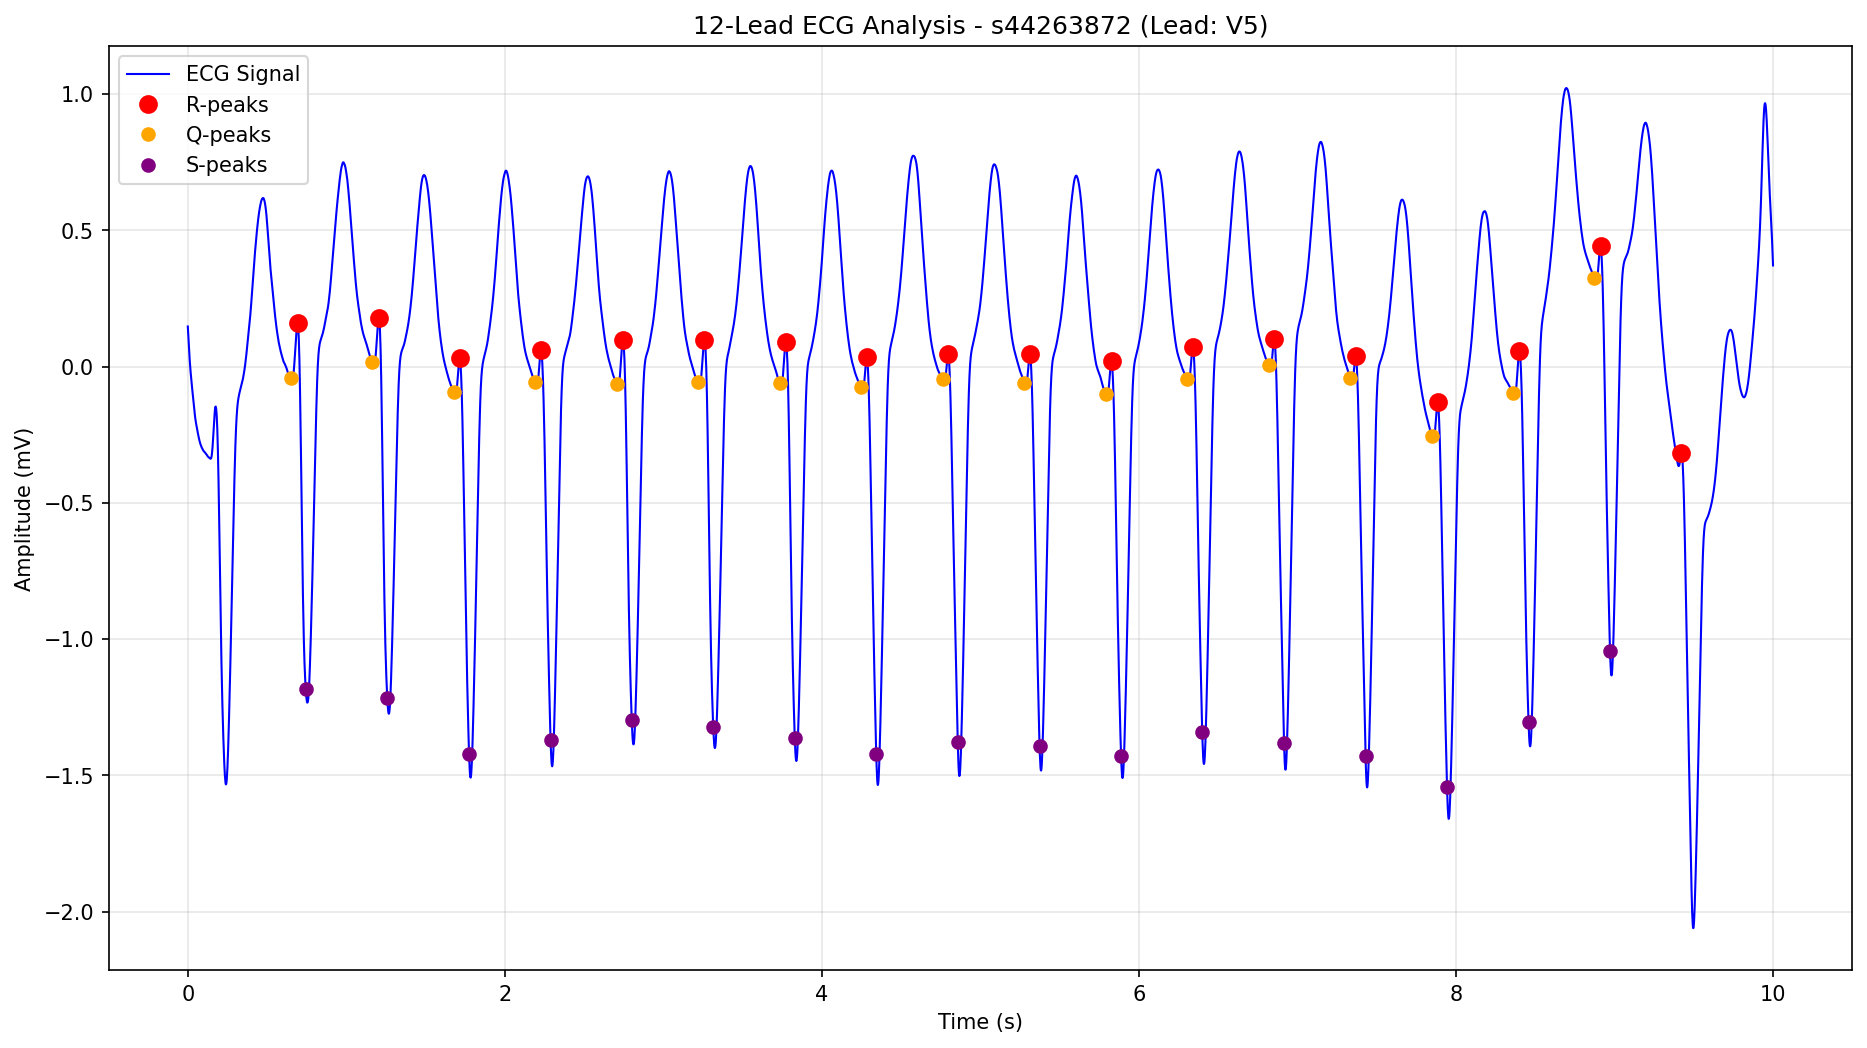 12-Lead ECG Analysis - s44263872 (Lead: V5)
ECG Signal
R-peaks
Q-peaks
S-peaks
Amplitude (mV)
1.0
0.5
0.0
−0.5
−1.0
−1.5
−2.0
0 2 4 6 8 10
Time (s)